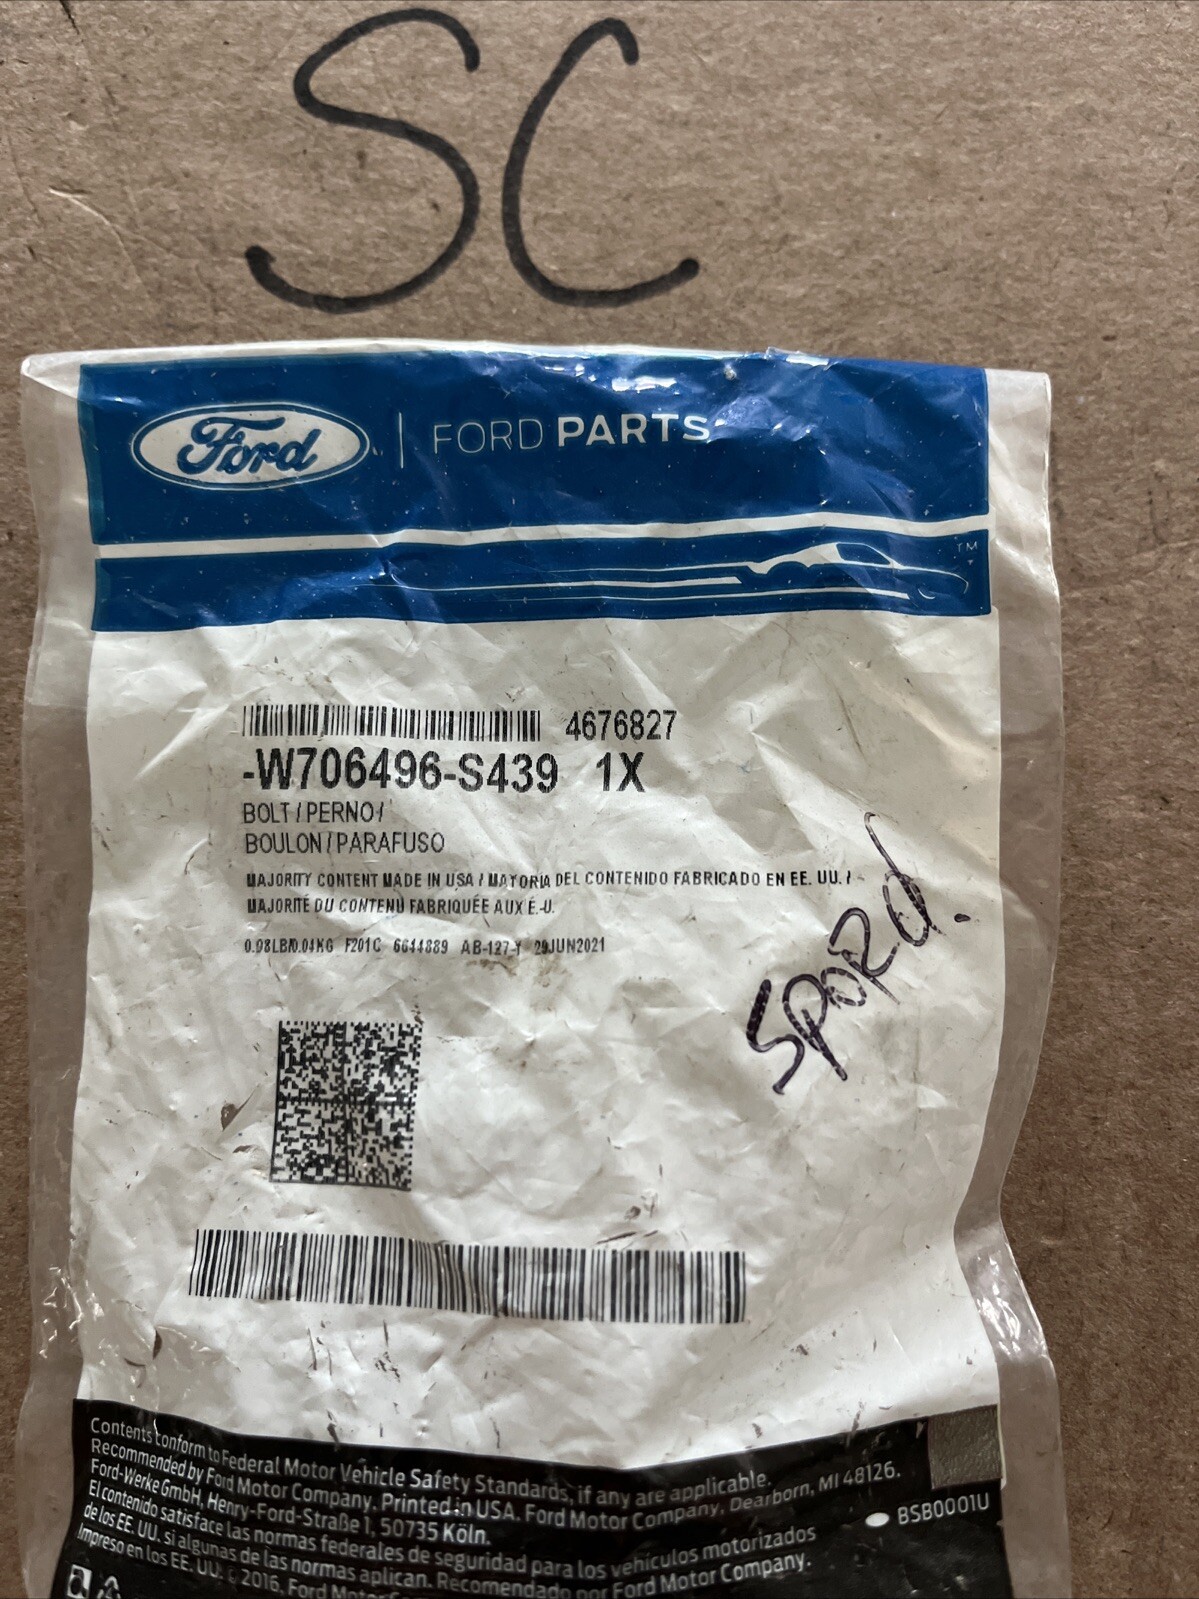 SC
Ford | FORD PARTS
TM
4676827
-W706496-S439 1X
BOLT/PERNO/
BOULON/PARAFUSO
MAJORITY CONTENT MADE IN USA / MAYORIA DEL CONTENIDO FABRICADO EN EE. UU. /
MAJORITÉ DU CONTENU FABRIQUÉE AUX É.-U.
0.08LB/0.04KG F201C 6644889 AB-127-Y 29JUN2021
Contents conform to Federal Motor Vehicle Safety Standards, if any are applicable.
Recommended by Ford Motor Company. Printed in USA. Ford Motor Company, Dearborn, MI 48126.
Ford-Werke GmbH, Henry-Ford-Straße 1, 50735 Köln.
BSB0001U
El contenido satisface las normas federales de seguridad para los vehículos motorizados
de los EE. UU. si algunas de las normas aplican. Recomendado por Ford Motor Company.
Impreso en los EE. UU. © 2016, Ford Motor